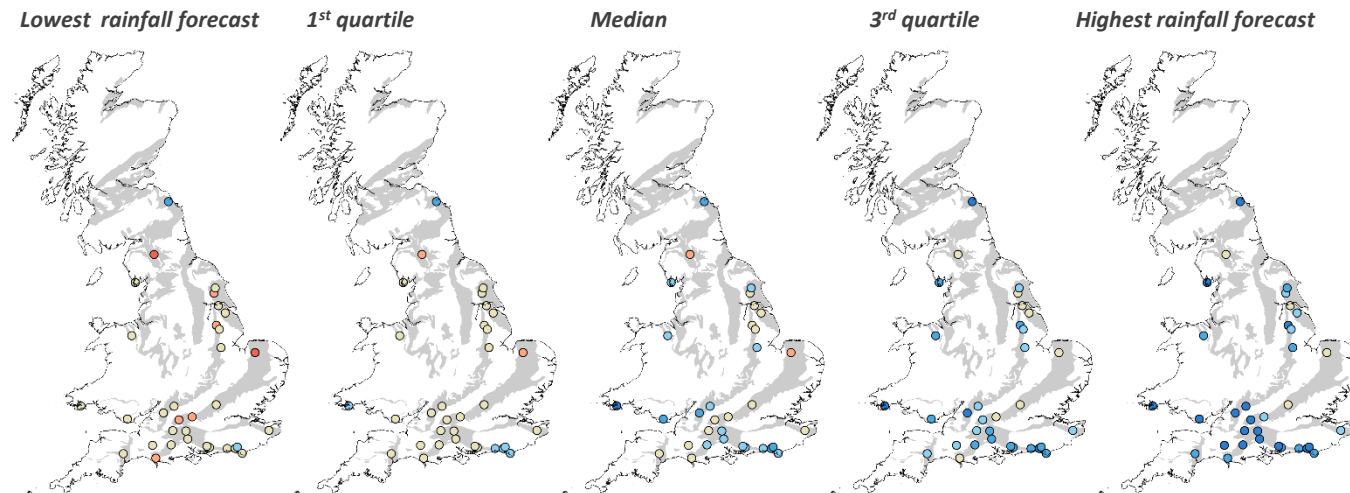 Lowest rainfall forecast
1st quartile
Median
3rd quartile
Highest rainfall forecast